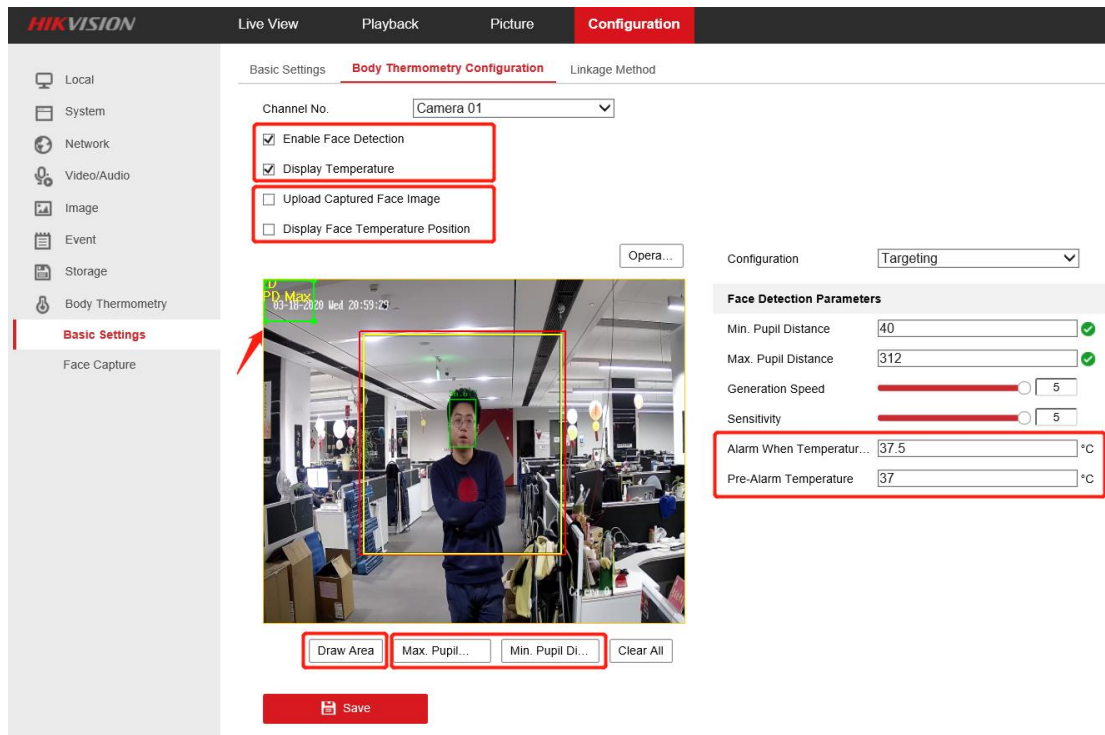 HIKVISION
Live View Playback Picture Configuration
Local
System
Network
Video/Audio
Image
Event
Storage
Body Thermometry
Basic Settings
Face Capture
Basic Settings Body Thermometry Configuration Linkage Method
Channel No. Camera 01
Enable Face Detection
Display Temperature
Upload Captured Face Image
Display Face Temperature Position
Opera...
D
PD Max
03-18-2020 Wed 20:59:29
Draw Area Max. Pupil... Min. Pupil Di... Clear All
Save
Configuration Targeting
Face Detection Parameters
Min. Pupil Distance 40
Max. Pupil Distance 312
Generation Speed 5
Sensitivity 5
Alarm When Temperatur... 37.5 °C
Pre-Alarm Temperature 37 °C